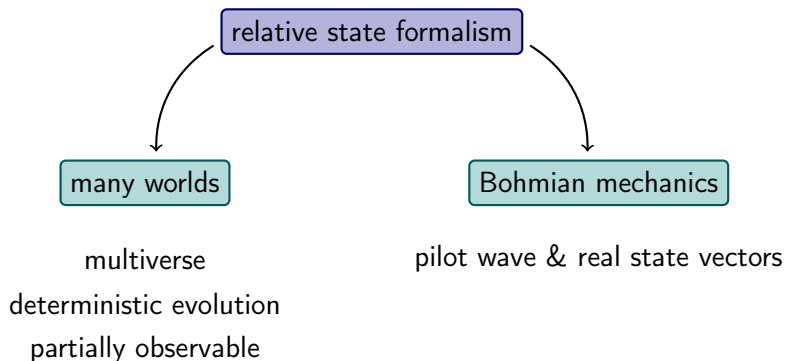 relative state formalism
many worlds
Bohmian mechanics
multiverse
deterministic evolution
partially observable
pilot wave & real state vectors